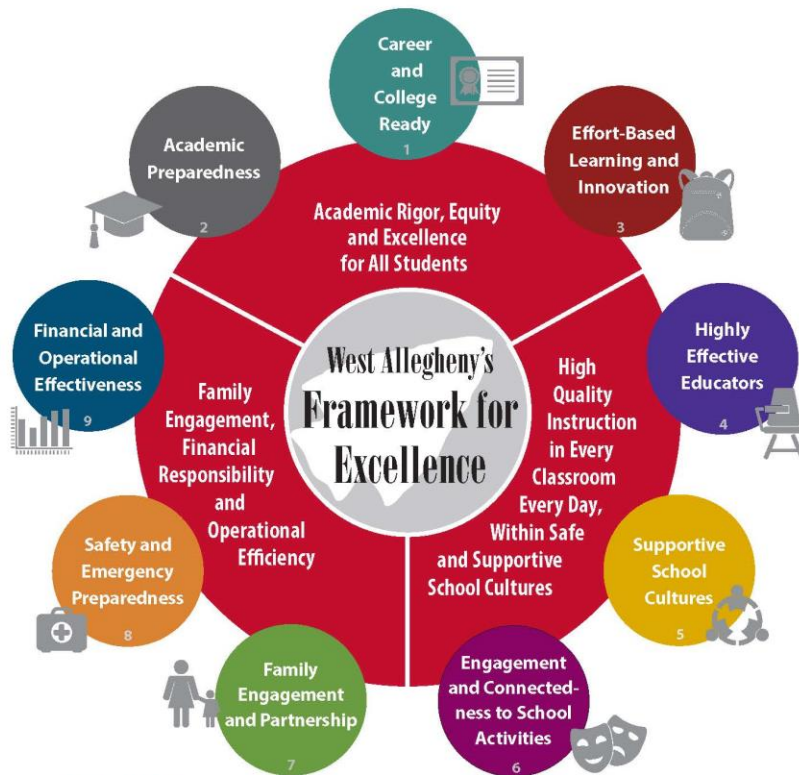 West Allegheny's
Framework for
Excellence
Academic Rigor, Equity
and Excellence
for All Students
High
Quality
Instruction
in Every
Classroom
Every Day,
Within Safe
and Supportive
School Cultures
Family
Engagement,
Financial
Responsibility
and
Operational
Efficiency
Career
and
College
Ready
1
Academic
Preparedness
2
Effort-Based
Learning and
Innovation
3
Highly
Effective
Educators
4
Supportive
School
Cultures
5
Engagement
and Connected-
ness to School
Activities
6
Family
Engagement
and Partnership
7
Safety and
Emergency
Preparedness
8
Financial and
Operational
Effectiveness
9